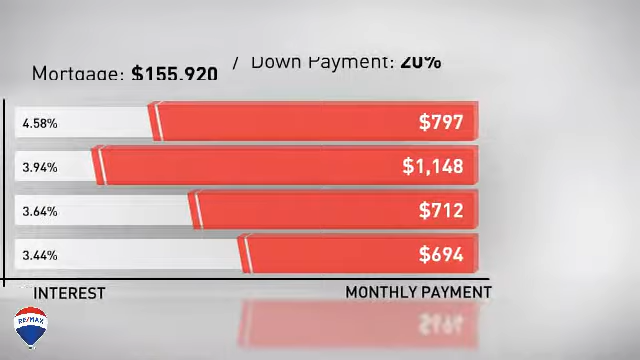 Mortgage: $155,920 / Down Payment: 20%
4.58% $797
3.94% $1,148
3.64% $712
3.44% $694
INTEREST MONTHLY PAYMENT
RE/MAX